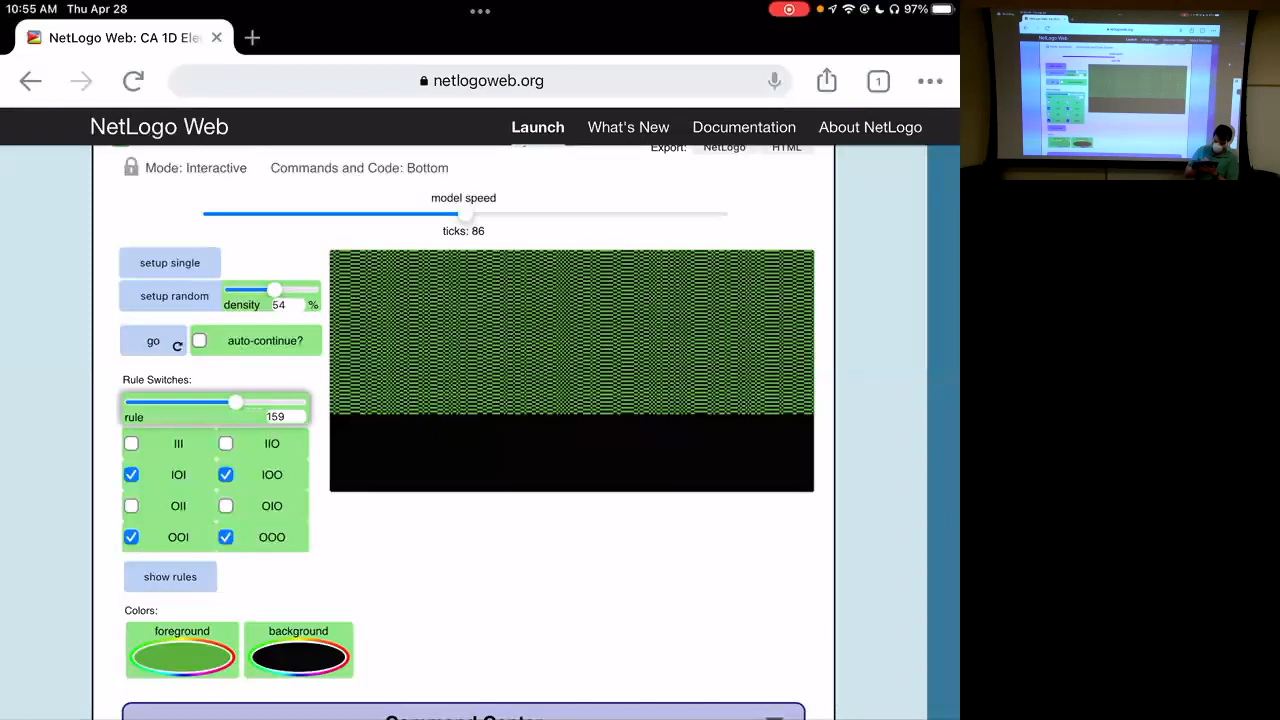 10:55 AM Thu Apr 28
97%
NetLogo Web: CA 1D Ele
netlogoweb.org
1
NetLogo Web
Launch What's New Documentation About NetLogo
Export: NetLogo HTML
Mode: Interactive Commands and Code: Bottom
model speed
ticks: 86
setup single
setup random
density 54 %
go
auto-continue?
Rule Switches:
rule 159
III IIO
IOI IOO
OII OIO
OOI OOO
show rules
Colors:
foreground background
Command Center